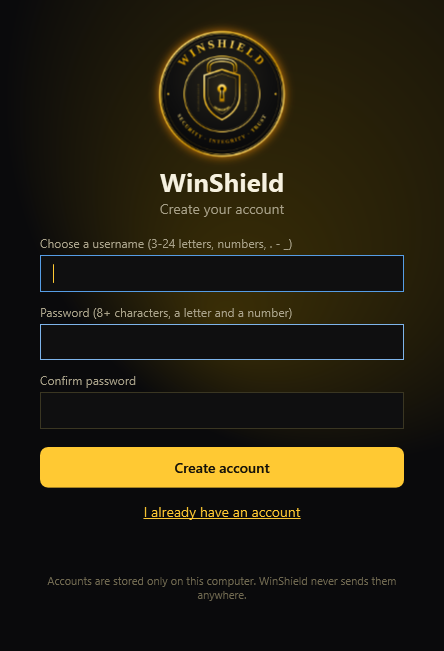 WINSHIELD
SECURITY · INTEGRITY · TRUST
WinShield
Create your account
Choose a username (3-24 letters, numbers, . - _)
Password (8+ characters, a letter and a number)
Confirm password
Create account
I already have an account
Accounts are stored only on this computer. WinShield never sends them
anywhere.